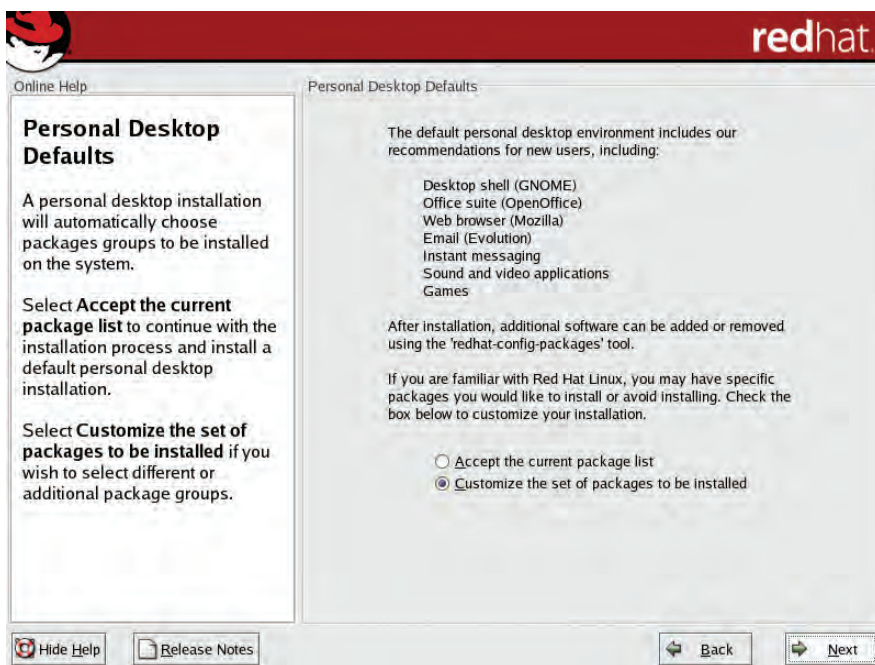 redhat.
Online Help
Personal Desktop
Defaults
A personal desktop installation
will automatically choose
packages groups to be installed
on the system.
Select Accept the current
package list to continue with the
installation process and install a
default personal desktop
installation.
Select Customize the set of
packages to be installed if you
wish to select different or
additional package groups.
Personal Desktop Defaults
The default personal desktop environment includes our
recommendations for new users, including:
Desktop shell (GNOME)
Office suite (OpenOffice)
Web browser (Mozilla)
Email (Evolution)
Instant messaging
Sound and video applications
Games
After installation, additional software can be added or removed
using the 'redhat-config-packages' tool.
If you are familiar with Red Hat Linux, you may have specific
packages you would like to install or avoid installing. Check the
box below to customize your installation.
Accept the current package list
Customize the set of packages to be installed
Hide Help
Release Notes
Back
Next